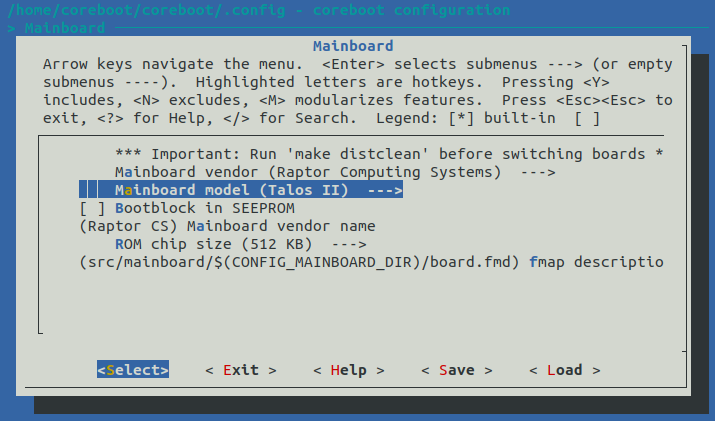 /home/coreboot/coreboot/.config - coreboot configuration
> Mainboard
Mainboard
Arrow keys navigate the menu.  <Enter> selects submenus ---> (or empty
submenus ----).  Highlighted letters are hotkeys.  Pressing <Y>
includes, <N> excludes, <M> modularizes features.  Press <Esc><Esc> to
exit, <?> for Help, </> for Search.  Legend: [*] built-in  [ ]
*** Important: Run 'make distclean' before switching boards *
Mainboard vendor (Raptor Computing Systems)  --->
Mainboard model (Talos II)  --->
[ ] Bootblock in SEEPROM
(Raptor CS) Mainboard vendor name
ROM chip size (512 KB)  --->
(src/mainboard/$(CONFIG_MAINBOARD_DIR)/board.fmd) fmap descriptio
<Select>    < Exit >    < Help >    < Save >    < Load >